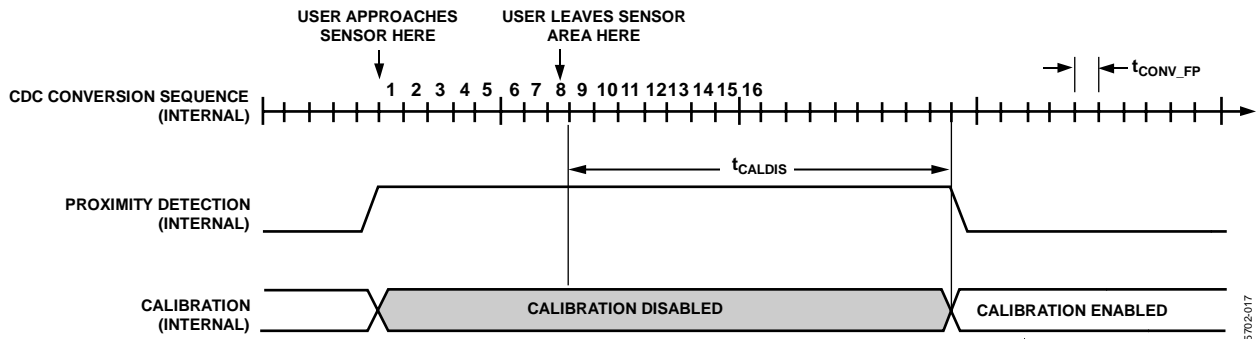 USER APPROACHES
SENSOR HERE
USER LEAVES SENSOR
AREA HERE
tCONV_FP
1 2 3 4 5 6 7 8 9 10 11 12 13 14 15 16
CDC CONVERSION SEQUENCE
(INTERNAL)
tCALDIS
PROXIMITY DETECTION
(INTERNAL)
CALIBRATION
(INTERNAL)
CALIBRATION DISABLED
CALIBRATION ENABLED
5702-017